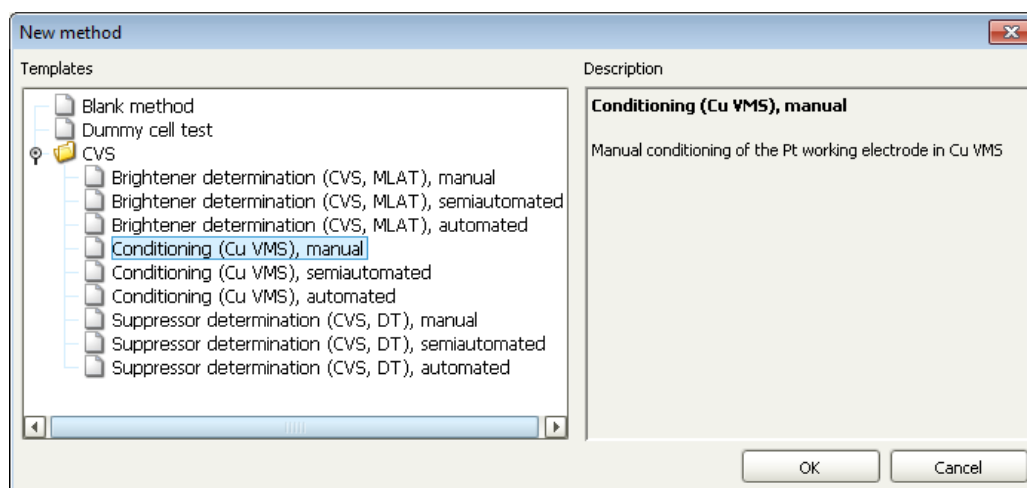 New method
Templates
Blank method
Dummy cell test
CVS
Brightener determination (CVS, MLAT), manual
Brightener determination (CVS, MLAT), semiautomated
Brightener determination (CVS, MLAT), automated
Conditioning (Cu VMS), manual
Conditioning (Cu VMS), semiautomated
Conditioning (Cu VMS), automated
Suppressor determination (CVS, DT), manual
Suppressor determination (CVS, DT), semiautomated
Suppressor determination (CVS, DT), automated
Description
Conditioning (Cu VMS), manual
Manual conditioning of the Pt working electrode in Cu VMS
OK
Cancel